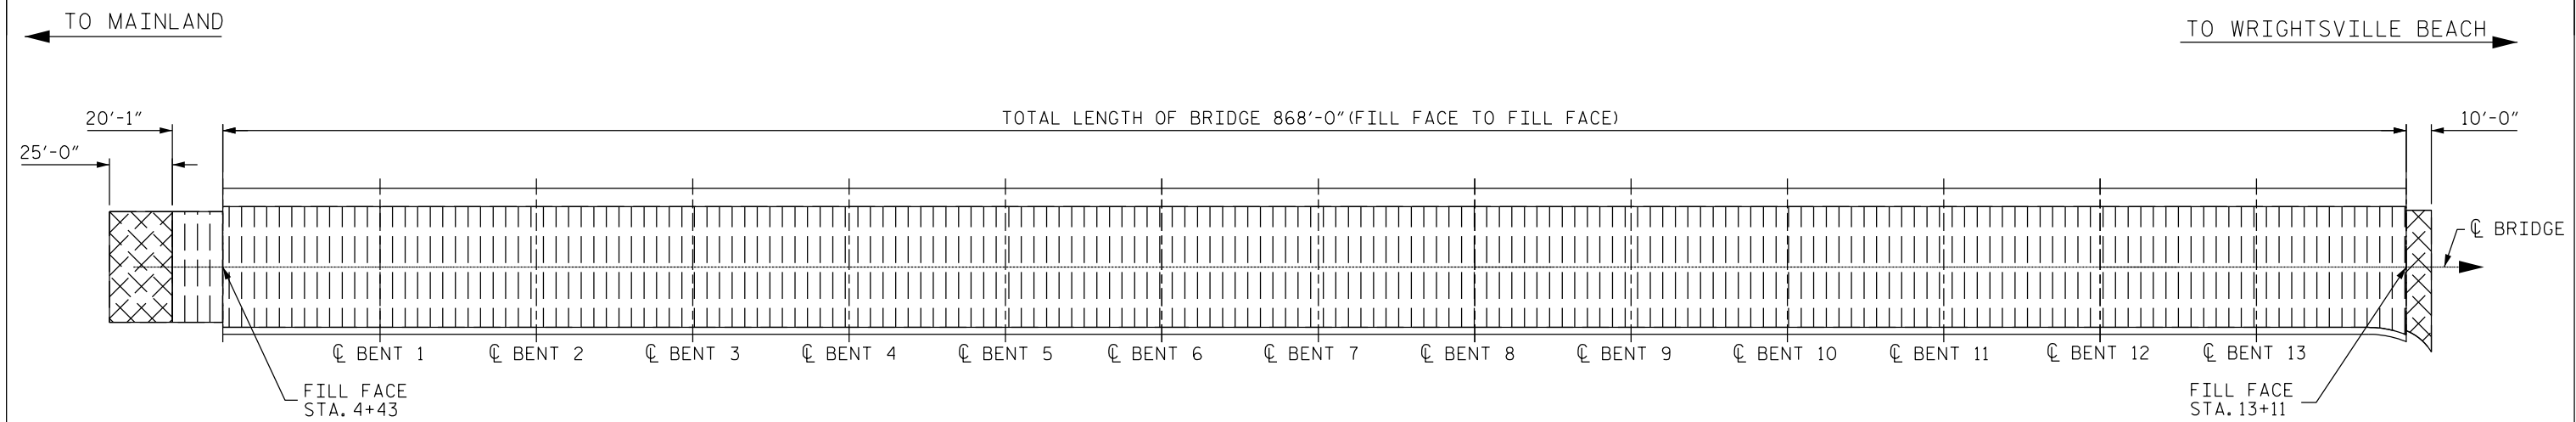 TO MAINLAND
TO WRIGHTSVILLE BEACH
20'-1"
TOTAL LENGTH OF BRIDGE 868'-0"(FILL FACE TO FILL FACE)
10'-0"
25'-0"
℄ BRIDGE
℄ BENT 1
℄ BENT 2
℄ BENT 3
℄ BENT 4
℄ BENT 5
℄ BENT 6
℄ BENT 7
℄ BENT 8
℄ BENT 9
℄ BENT 10
℄ BENT 11
℄ BENT 12
℄ BENT 13
FILL FACE
STA. 4+43
FILL FACE
STA. 13+11